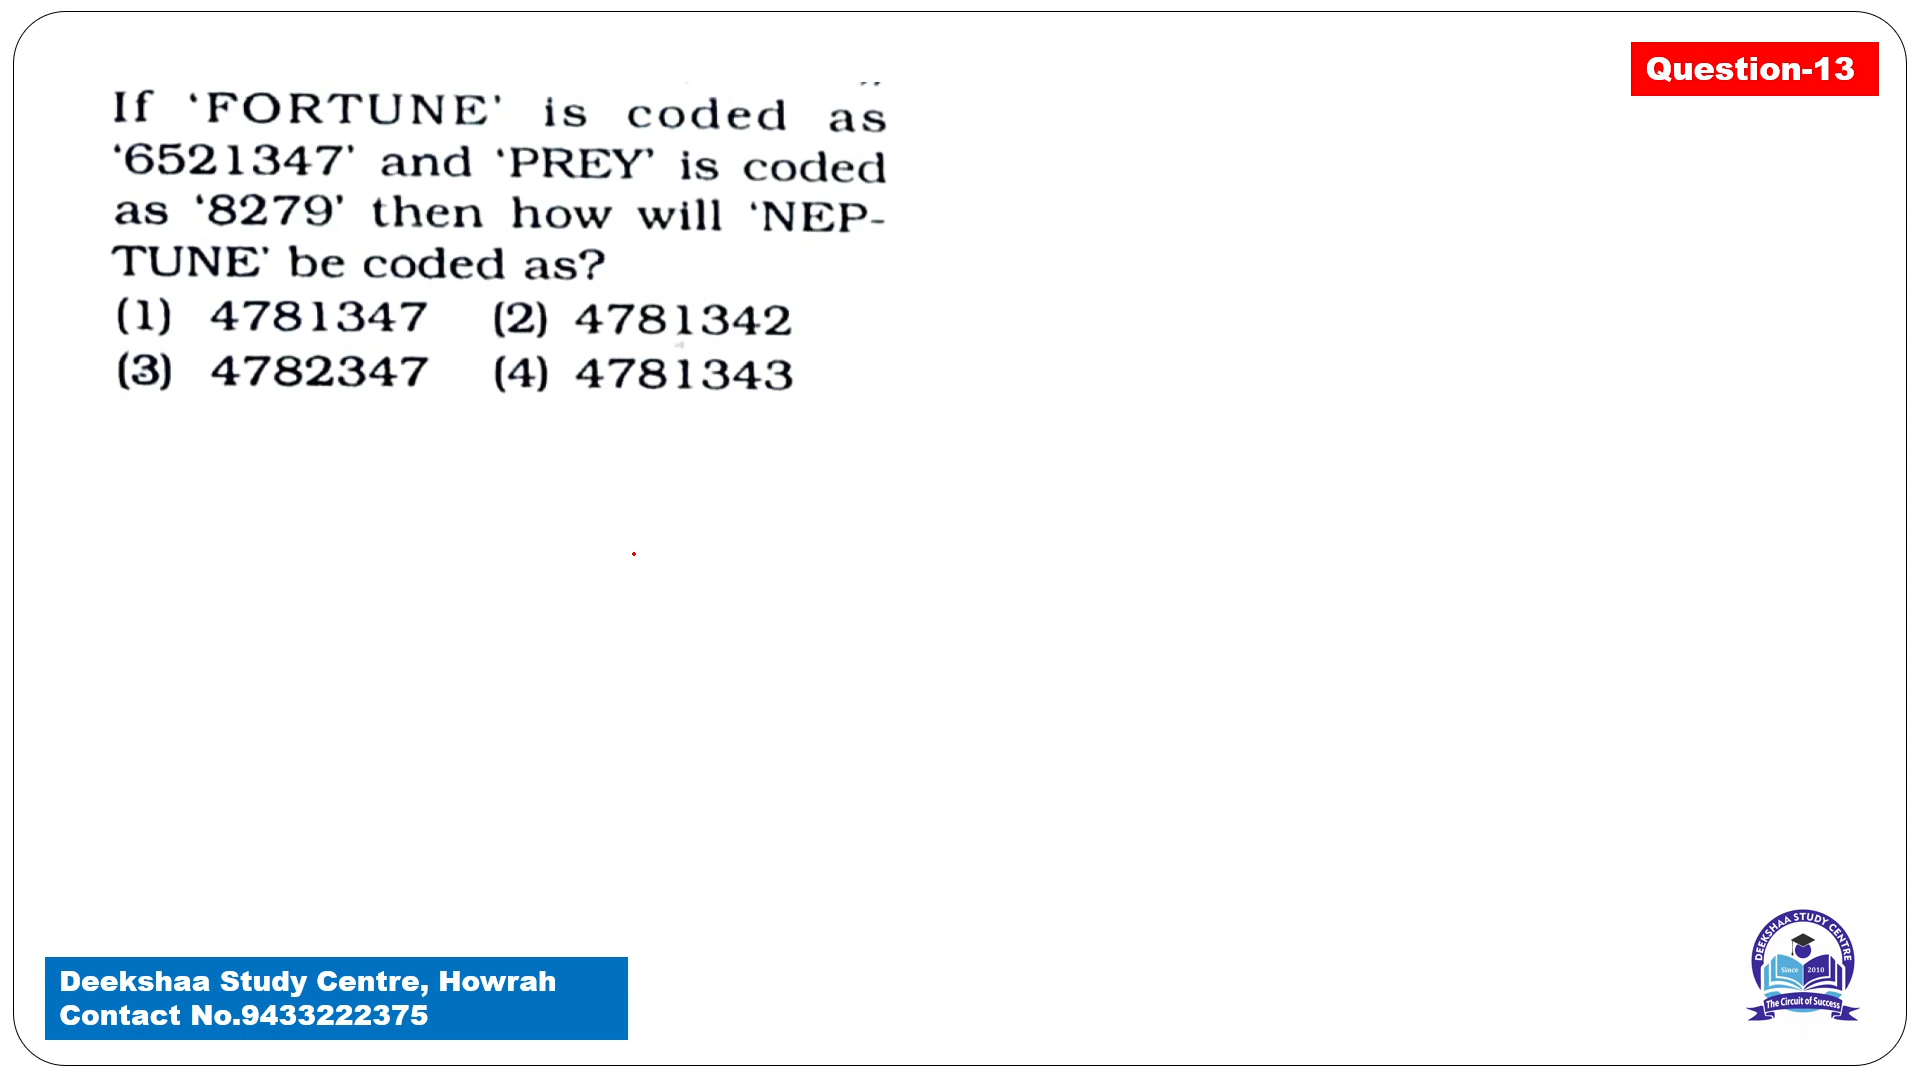 Question-13
If 'FORTUNE' is coded as
'6521347' and 'PREY' is coded
as '8279' then how will 'NEP-
TUNE' be coded as?
(1) 4781347 (2) 4781342
(3) 4782347 (4) 4781343
Deekshaa Study Centre, Howrah
Contact No.9433222375
DEEKSHAA STUDY CENTRE
Since 2010
The Circuit of Success